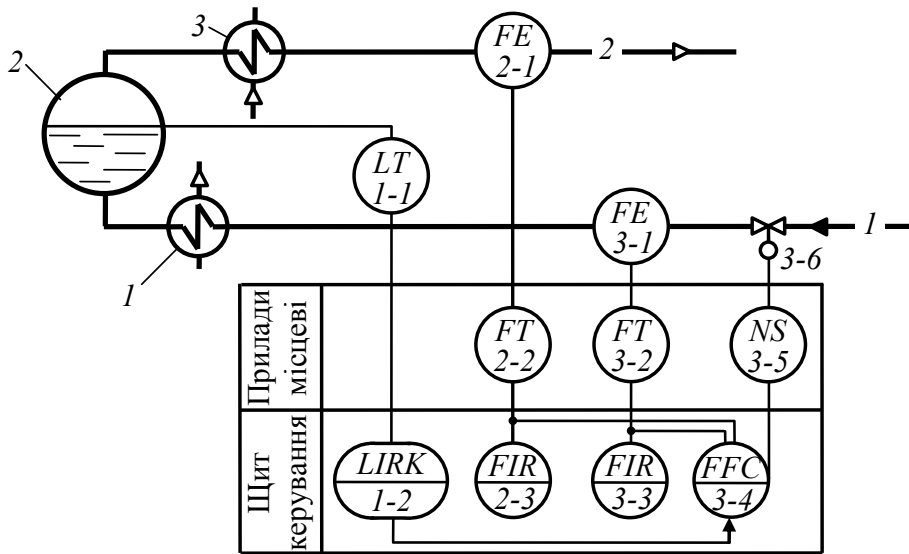 3
FE
2-1
2
2
LT
1-1
FE
3-1
1
3-6
1
Прилади
місцеві
FT
2-2
FT
3-2
NS
3-5
Щит
керування
LIRK
1-2
FIR
2-3
FIR
3-3
FFC
3-4